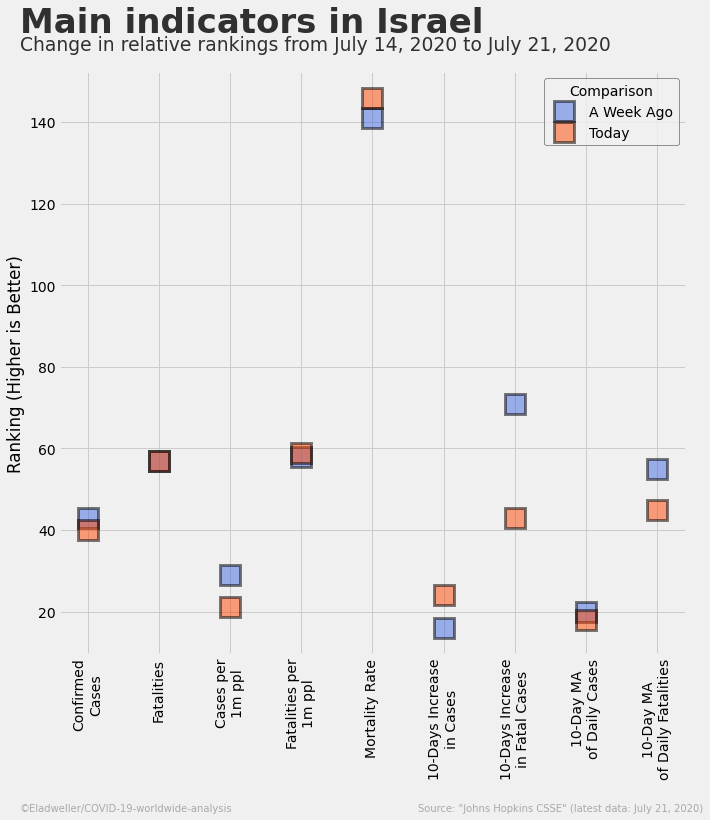 Main indicators in Israel
Change in relative rankings from July 14, 2020 to July 21, 2020
Comparison
A Week Ago
Today
Ranking (Higher is Better)
140
120
100
80
60
40
20
Confirmed
Cases
Fatalities
Cases per
1m ppl
Fatalities per
1m ppl
Mortality Rate
10-Days Increase
in Cases
10-Days Increase
in Fatal Cases
10-Day MA
of Daily Cases
10-Day MA
of Daily Fatalities
©Eladweller/COVID-19-worldwide-analysis
Source: "Johns Hopkins CSSE" (latest data: July 21, 2020)